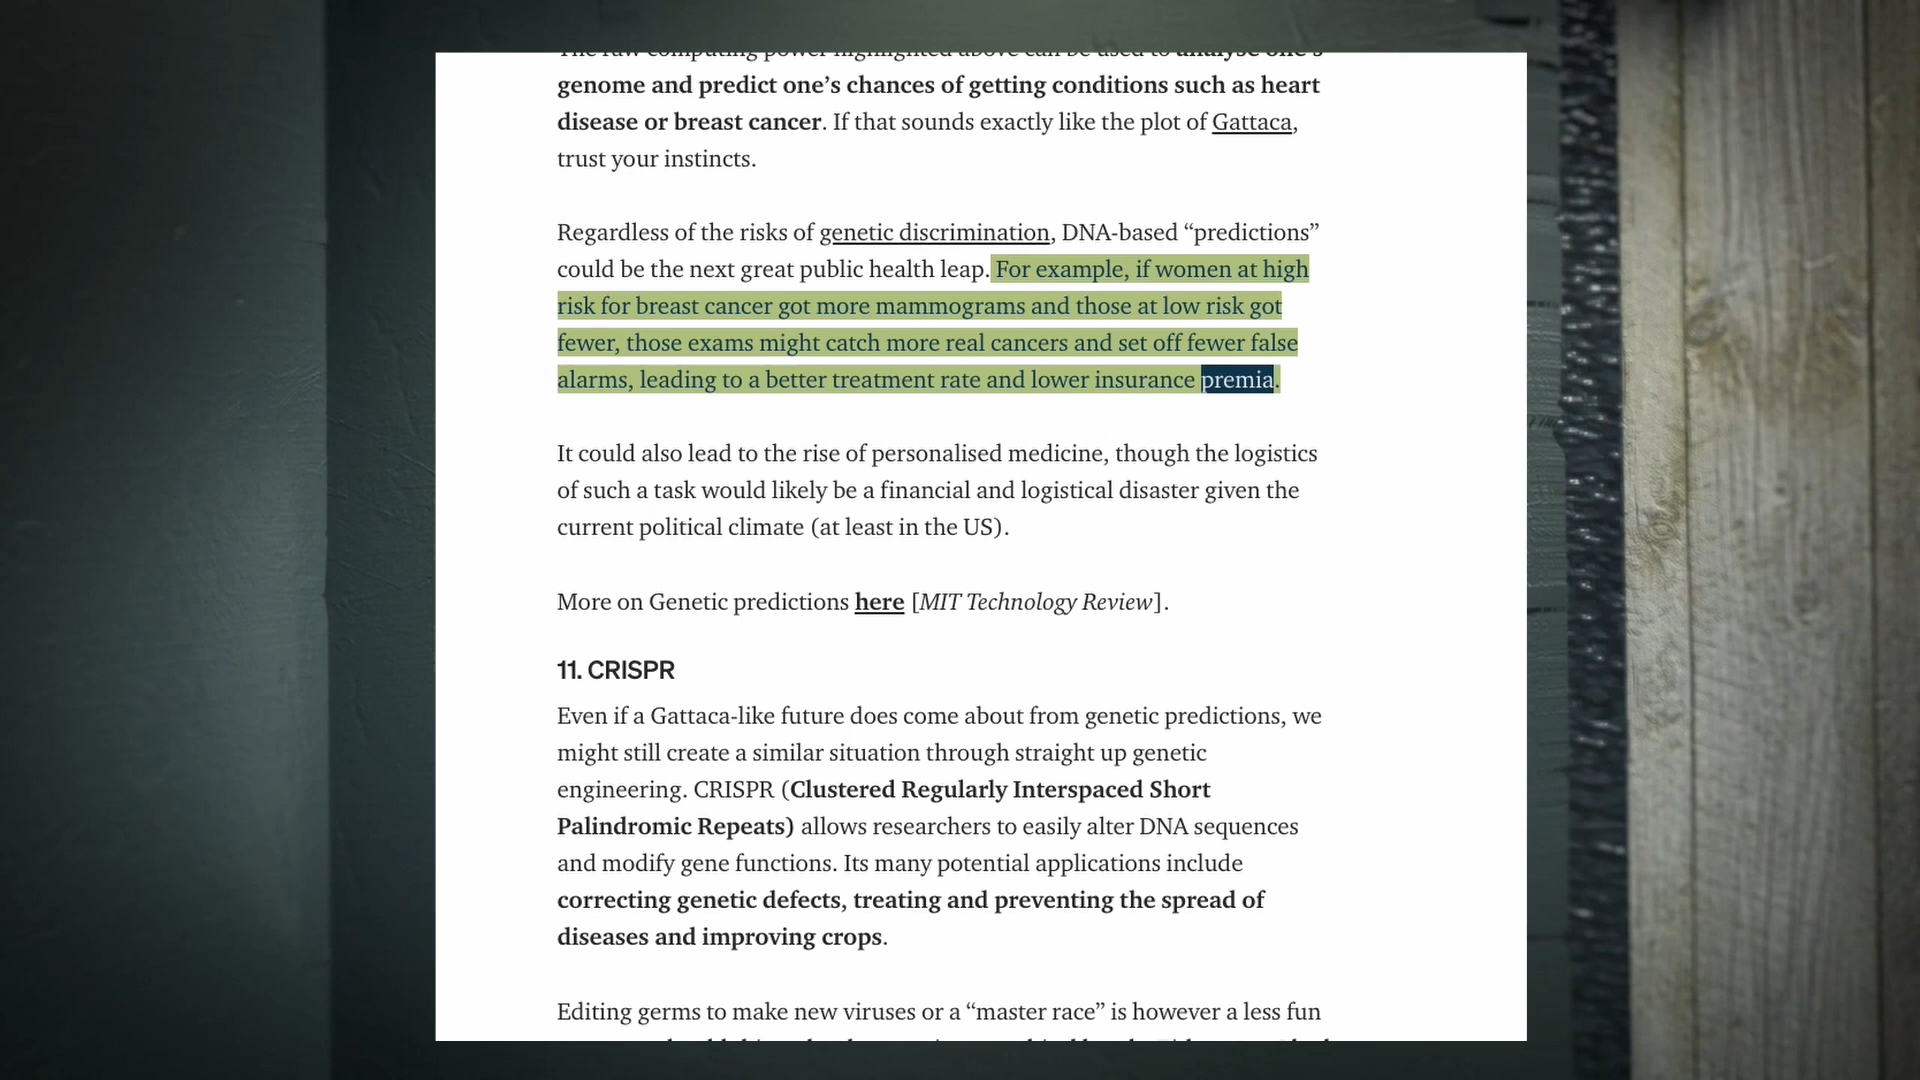 The raw computing power highlighted above can be used to analyse one's
genome and predict one’s chances of getting conditions such as heart
disease or breast cancer. If that sounds exactly like the plot of Gattaca,
trust your instincts.
Regardless of the risks of genetic discrimination, DNA-based “predictions”
could be the next great public health leap. For example, if women at high
risk for breast cancer got more mammograms and those at low risk got
fewer, those exams might catch more real cancers and set off fewer false
alarms, leading to a better treatment rate and lower insurance premia.
It could also lead to the rise of personalised medicine, though the logistics
of such a task would likely be a financial and logistical disaster given the
current political climate (at least in the US).
More on Genetic predictions here [MIT Technology Review].
11. CRISPR
Even if a Gattaca-like future does come about from genetic predictions, we
might still create a similar situation through straight up genetic
engineering. CRISPR (Clustered Regularly Interspaced Short
Palindromic Repeats) allows researchers to easily alter DNA sequences
and modify gene functions. Its many potential applications include
correcting genetic defects, treating and preventing the spread of
diseases and improving crops.
Editing germs to make new viruses or a “master race” is however a less fun